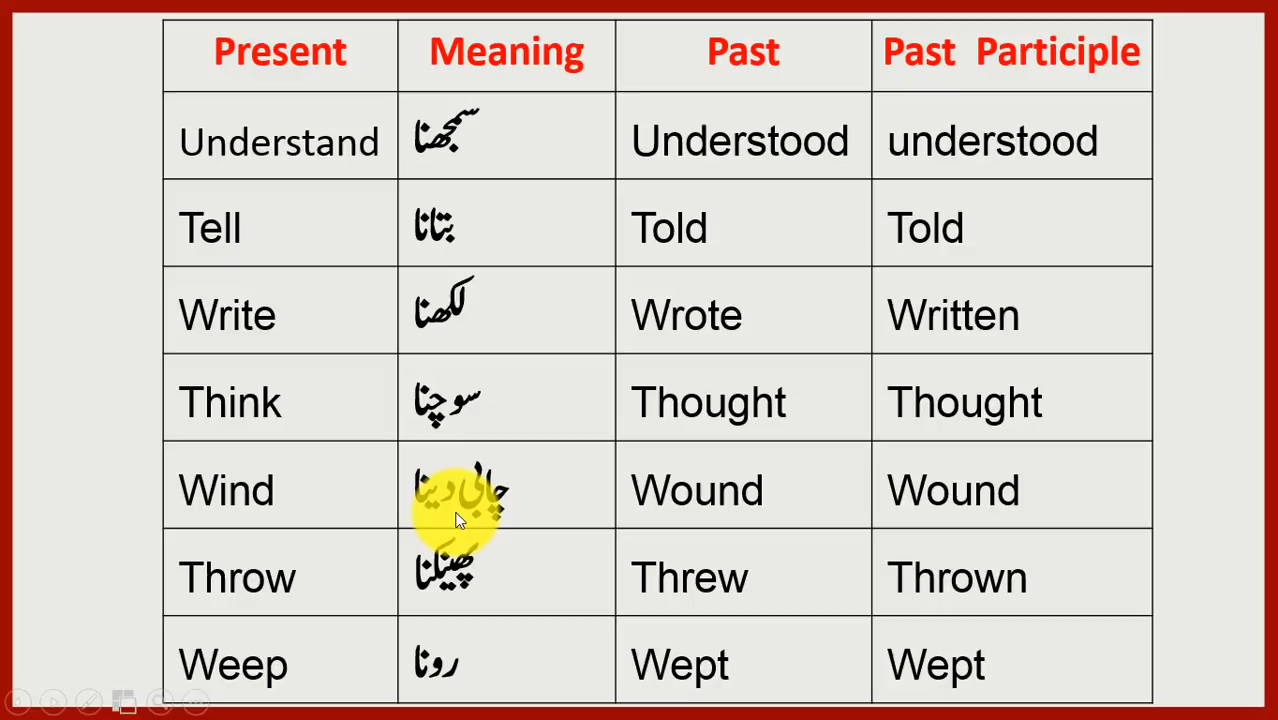 Present Meaning Past Past Participle
Understand سمجھنا Understood understood
Tell بتانا Told Told
Write لکھنا Wrote Written
Think سوچنا Thought Thought
Wind چابی دینا Wound Wound
Throw پھینکنا Threw Thrown
Weep رونا Wept Wept